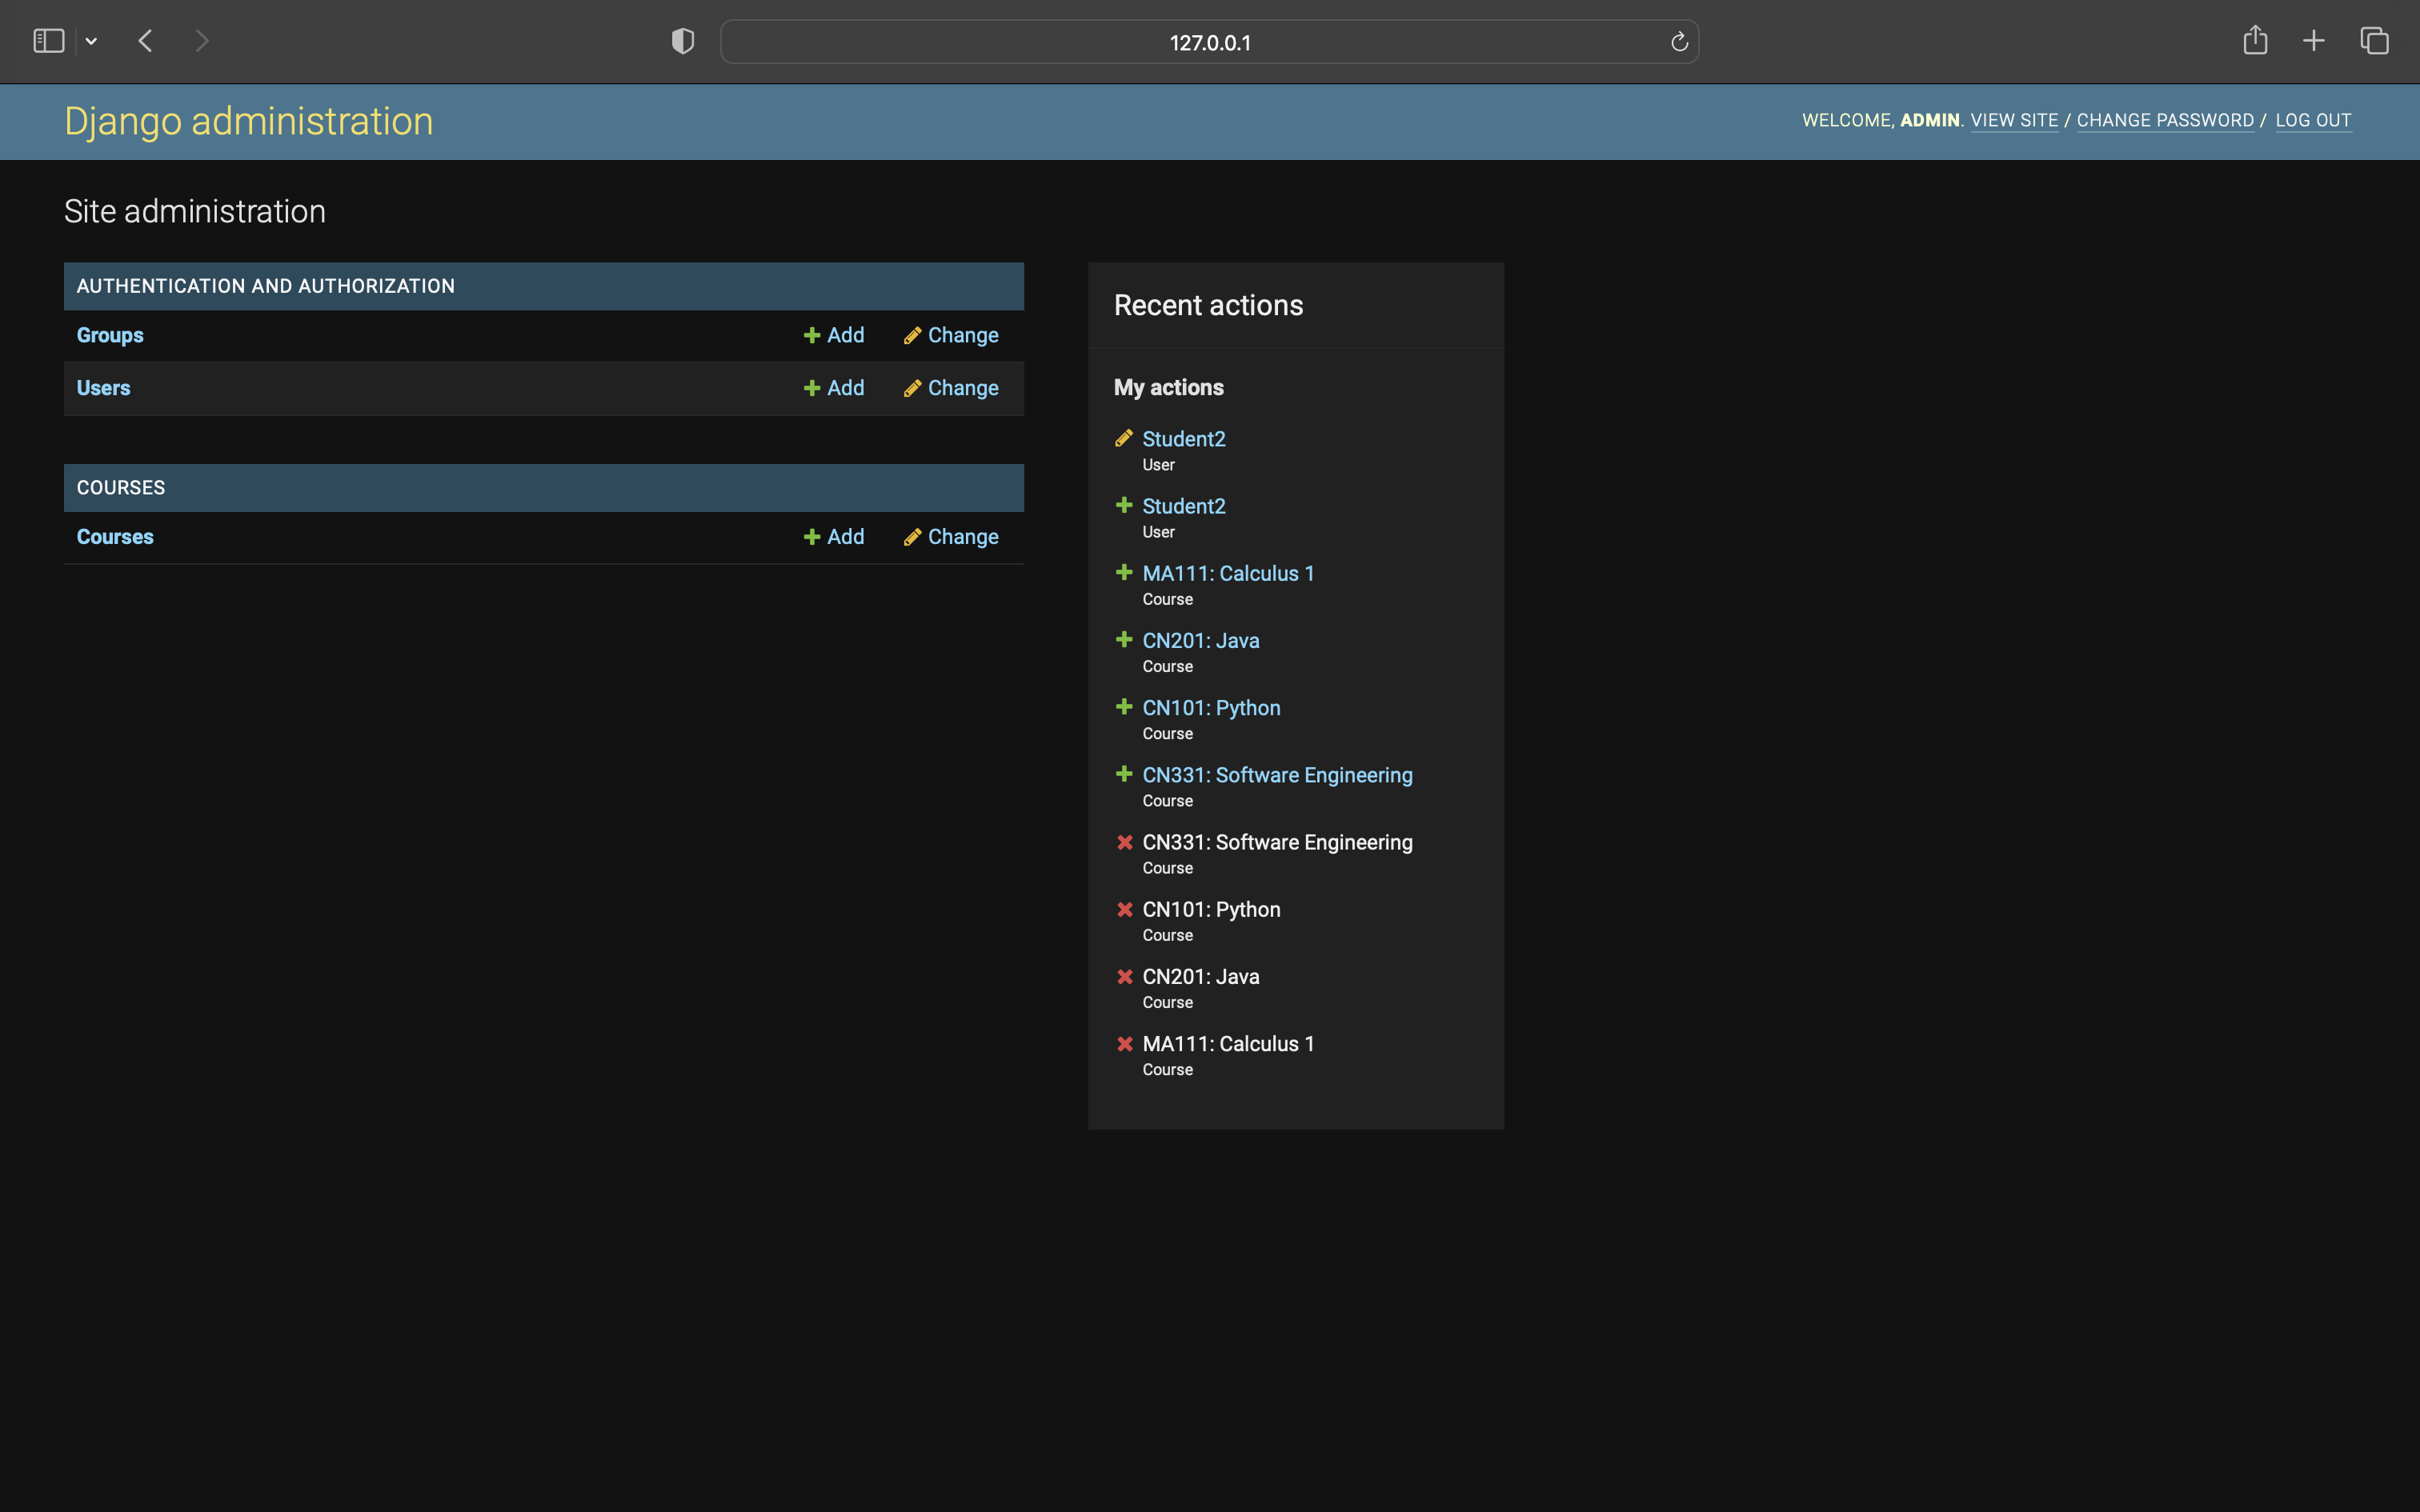 127.0.0.1
Django administration
WELCOME, ADMIN. VIEW SITE / CHANGE PASSWORD / LOG OUT
Site administration
AUTHENTICATION AND AUTHORIZATION
Groups Add Change
Users Add Change
COURSES
Courses Add Change
Recent actions
My actions
Student2
User
Student2
User
MA111: Calculus 1
Course
CN201: Java
Course
CN101: Python
Course
CN331: Software Engineering
Course
CN331: Software Engineering
Course
CN101: Python
Course
CN201: Java
Course
MA111: Calculus 1
Course